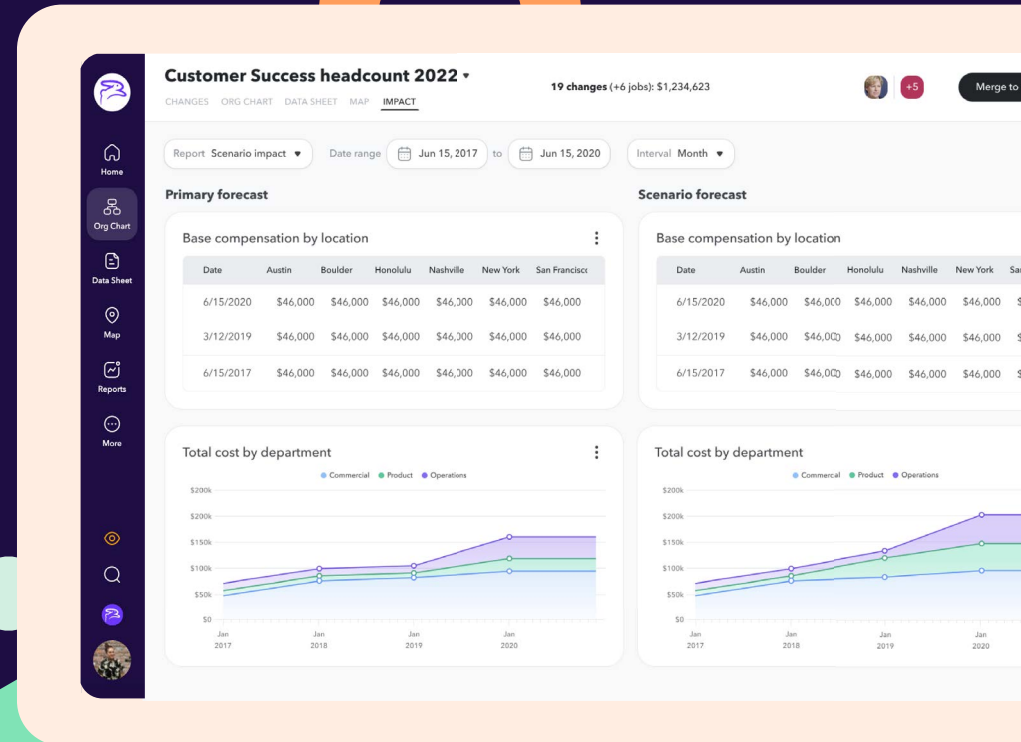 Customer Success headcount 2022
19 changes (+6 jobs): $1,234,623
+5
Merge to
CHANGES ORG CHART DATA SHEET MAP IMPACT
Home
Org Chart
Data Sheet
Map
Reports
More
Report Scenario impact
Date range Jun 15, 2017 to Jun 15, 2020
Interval Month
Primary forecast
Base compensation by location
Date Austin Boulder Honolulu Nashville New York San Francisco
6/15/2020 $46,000 $46,000 $46,000 $46,000 $46,000 $46,000
3/12/2019 $46,000 $46,000 $46,000 $46,000 $46,000 $46,000
6/15/2017 $46,000 $46,000 $46,000 $46,000 $46,000 $46,000
Total cost by department
Commercial Product Operations
$200k
$200k
$150k
$100k
$50k
$0
Jan Jan Jan Jan
2017 2018 2019 2020
Scenario forecast
Base compensation by location
Date Austin Boulder Honolulu Nashville New York
6/15/2020 $46,000 $46,000 $46,000 $46,000 $46,000
3/12/2019 $46,000 $46,000 $46,000 $46,000 $46,000
6/15/2017 $46,000 $46,000 $46,000 $46,000 $46,000
Total cost by department
Commercal Product Operations
$200k
$200k
$150k
$100k
$50k
$0
Jan Jan Jan Jan
2017 2018 2019 2020